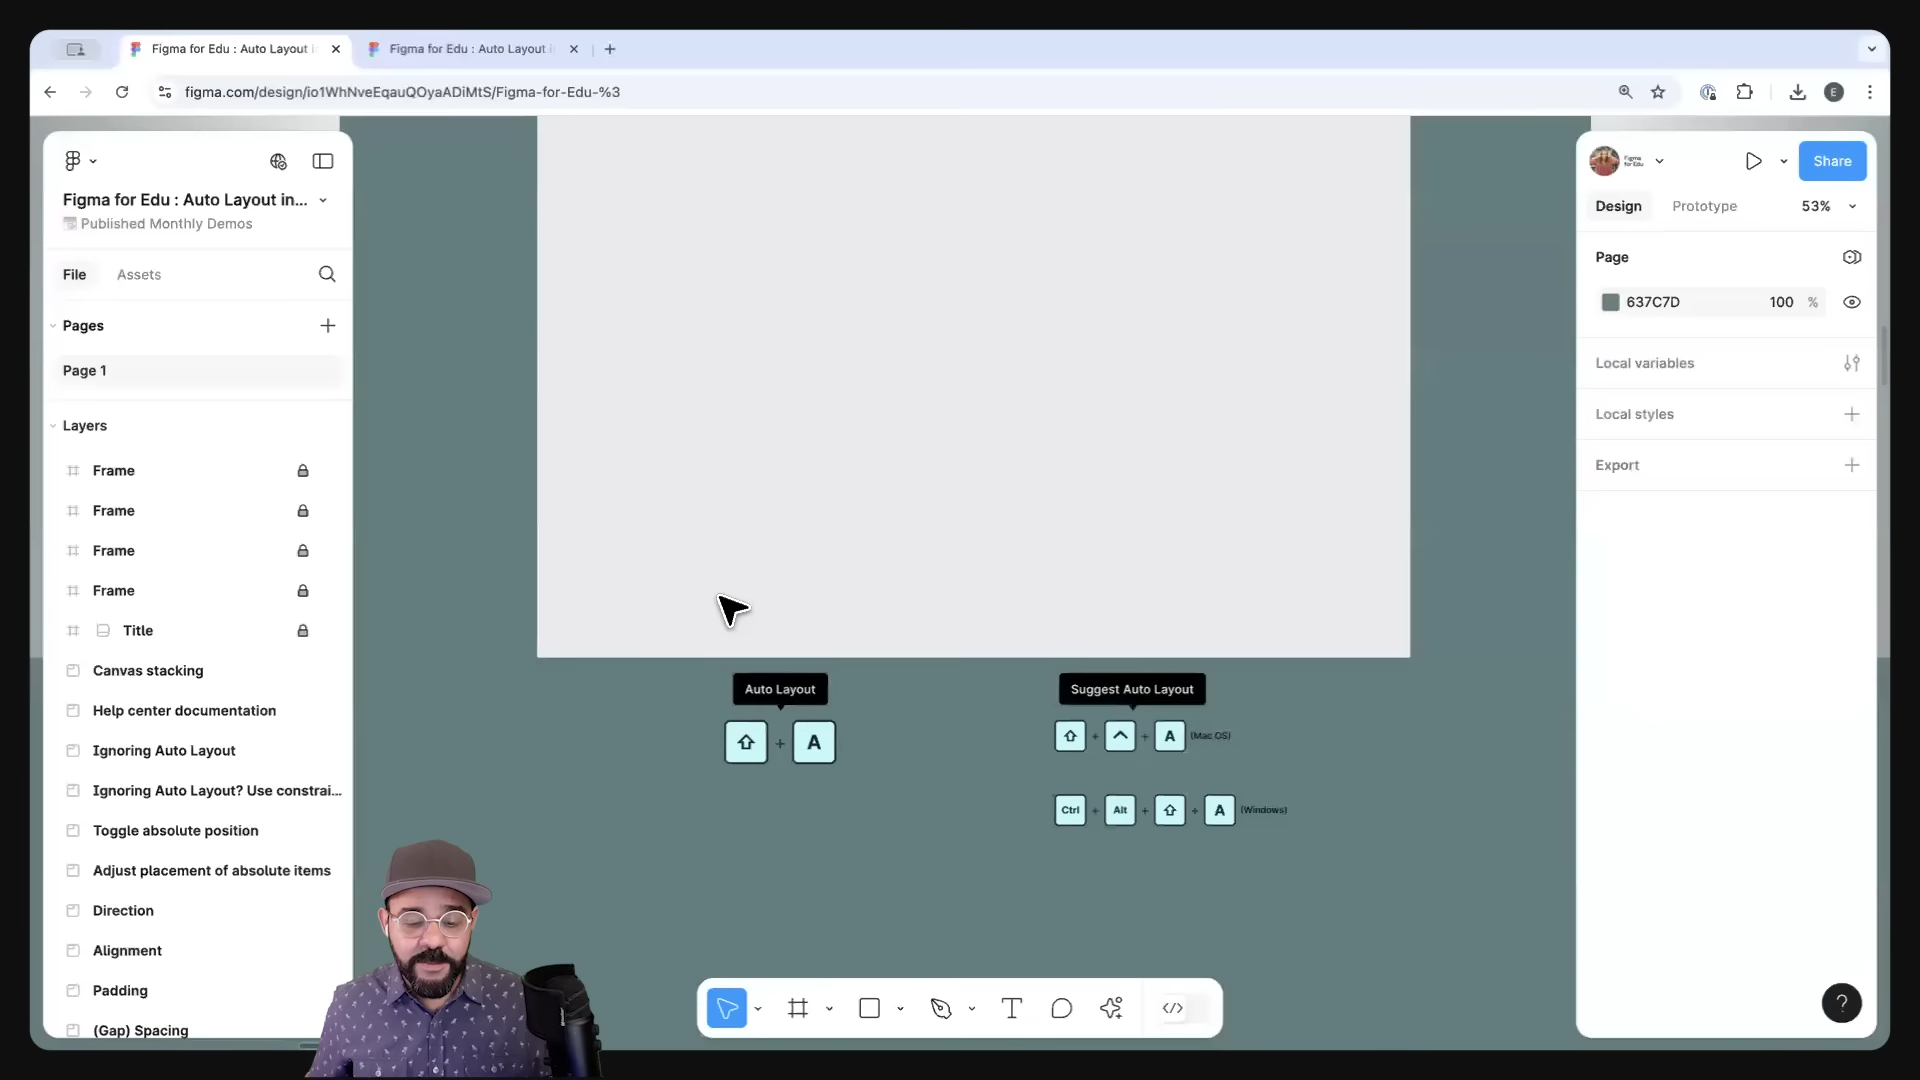 Figma for Edu : Auto Layout i
Figma for Edu : Auto Layout i
figma.com/design/io1WhNveEqauQOyaADiMtS/Figma-for-Edu-%3
E
Figma for Edu : Auto Layout in...
Published Monthly Demos
File
Assets
Pages
Page 1
Layers
Frame
Frame
Frame
Frame
Title
Canvas stacking
Help center documentation
Ignoring Auto Layout
Ignoring Auto Layout? Use constrai...
Toggle absolute position
Adjust placement of absolute items
Direction
Alignment
Padding
(Gap) Spacing
Auto Layout
+ A
Suggest Auto Layout
+ + A (Mac OS)
Ctrl + Alt + + A (Windows)
Figma for Edu
Share
Design
Prototype
53%
Page
637C7D
100 %
Local variables
Local styles
Export
?